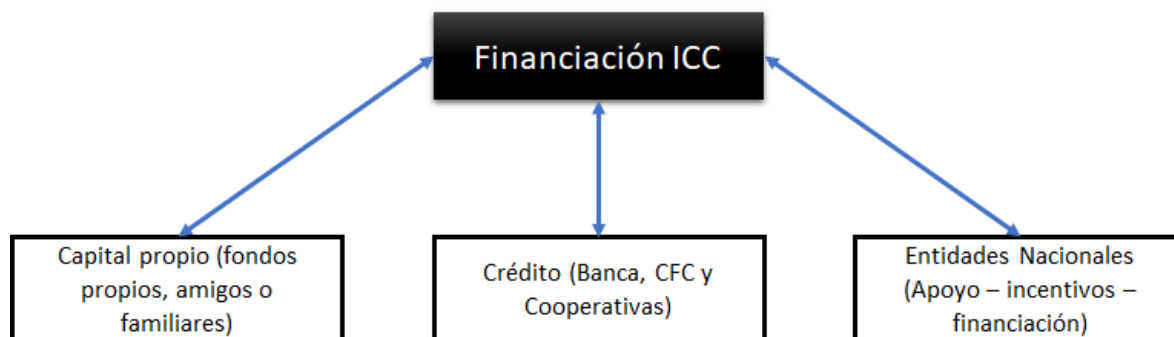 Financiación ICC
Capital propio (fondos
propios, amigos o
familiares)
Crédito (Banca, CFC y
Cooperativas)
Entidades Nacionales
(Apoyo – incentivos –
financiación)